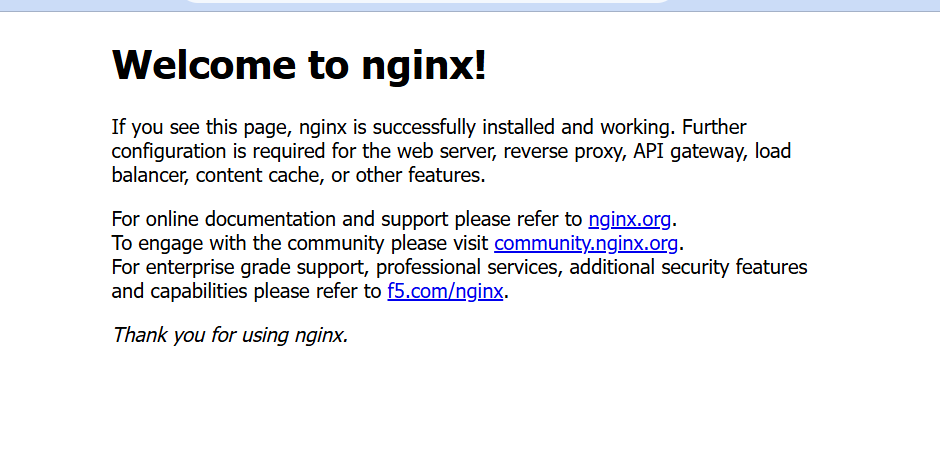 Welcome to nginx!
If you see this page, nginx is successfully installed and working. Further
configuration is required for the web server, reverse proxy, API gateway, load
balancer, content cache, or other features.
For online documentation and support please refer to nginx.org.
To engage with the community please visit community.nginx.org.
For enterprise grade support, professional services, additional security features
and capabilities please refer to f5.com/nginx.
Thank you for using nginx.